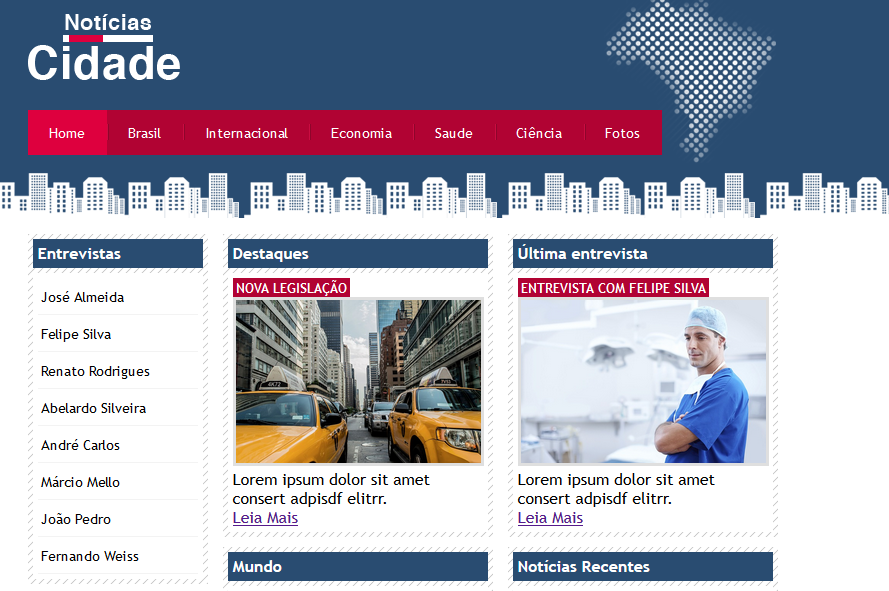 Notícias
Cidade
Home Brasil Internacional Economia Saude Ciência Fotos
Entrevistas
José Almeida
Felipe Silva
Renato Rodrigues
Abelardo Silveira
André Carlos
Márcio Mello
João Pedro
Fernando Weiss
Destaques
NOVA LEGISLAÇÃO
Lorem ipsum dolor sit amet
consert adpisdf elitrr.
Leia Mais
Última entrevista
ENTREVISTA COM FELIPE SILVA
Lorem ipsum dolor sit amet
consert adpisdf elitrr.
Leia Mais
Mundo
Notícias Recentes